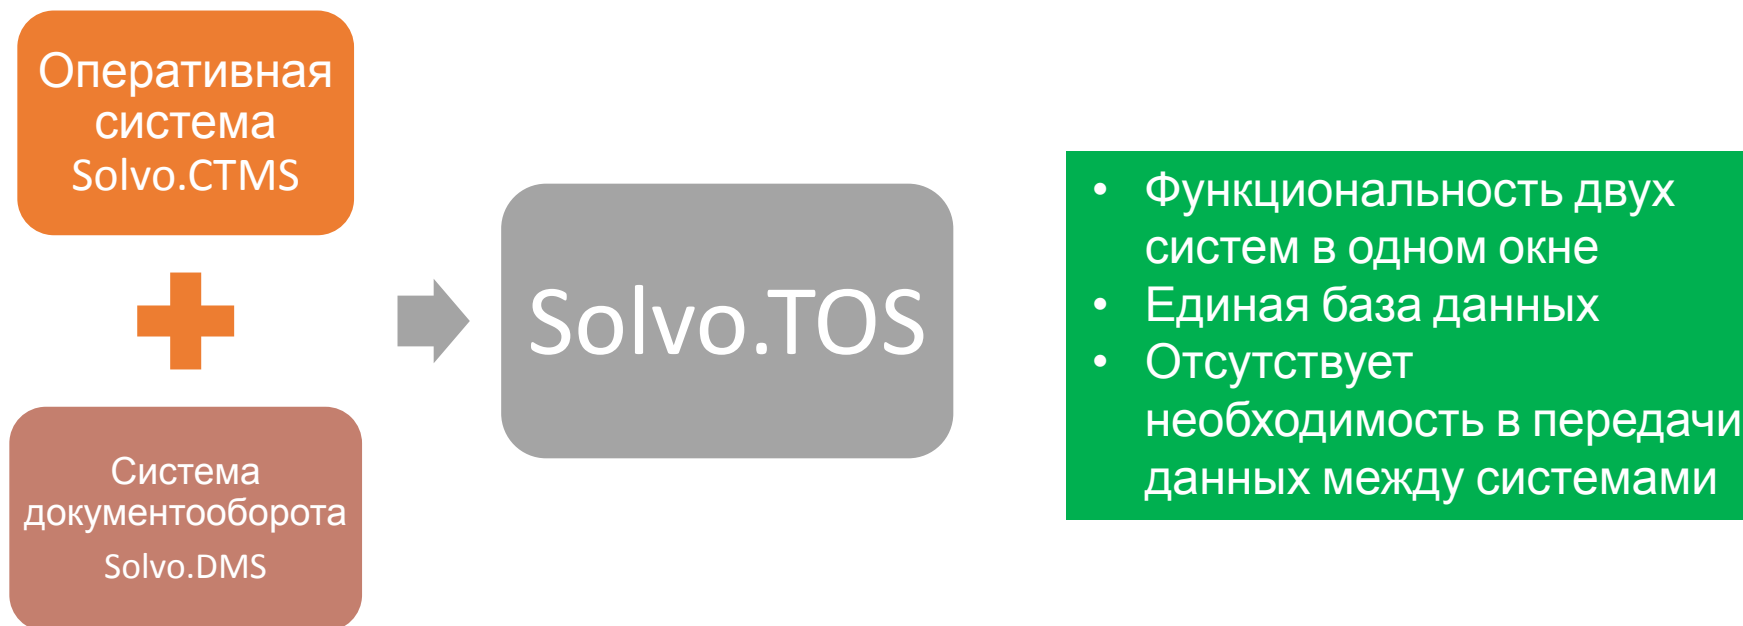 Оперативная
система
Solvo.CTMS
Система
документооборота
Solvo.DMS
Solvo.TOS
• Функциональность двух
систем в одном окне
• Единая база данных
• Отсутствует
необходимость в передачи
данных между системами